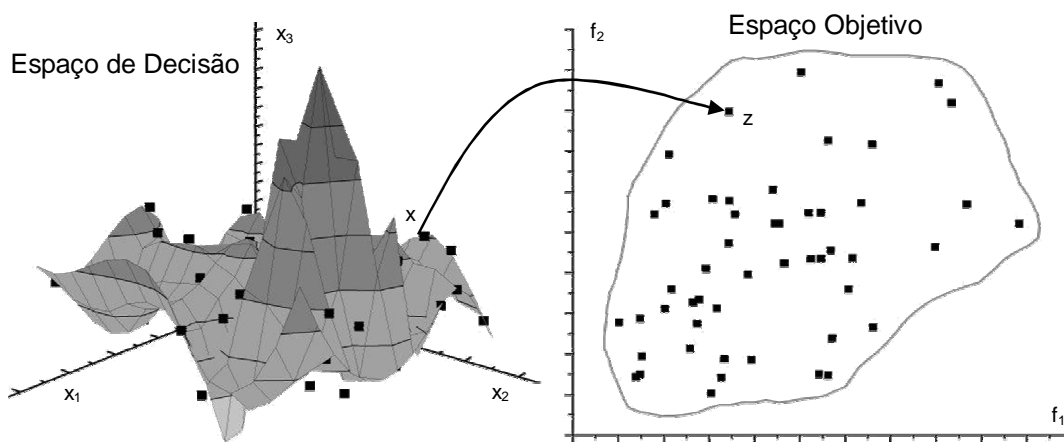 Espaço de Decisão
x3
x
x1
x2
Espaço Objetivo
f2
z
f1